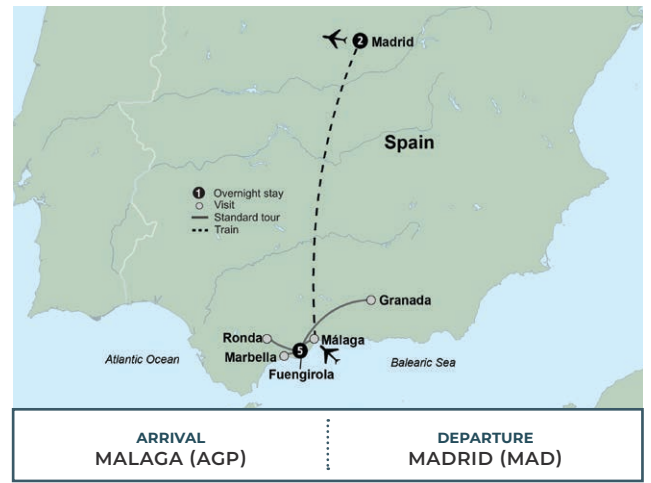 2 Madrid
Spain
1 Overnight stay
Visit
Standard tour
Train
Granada
Ronda
Málaga
Marbella
5
Fuengirola
Atlantic Ocean
Balearic Sea
ARRIVAL
MALAGA (AGP)
DEPARTURE
MADRID (MAD)